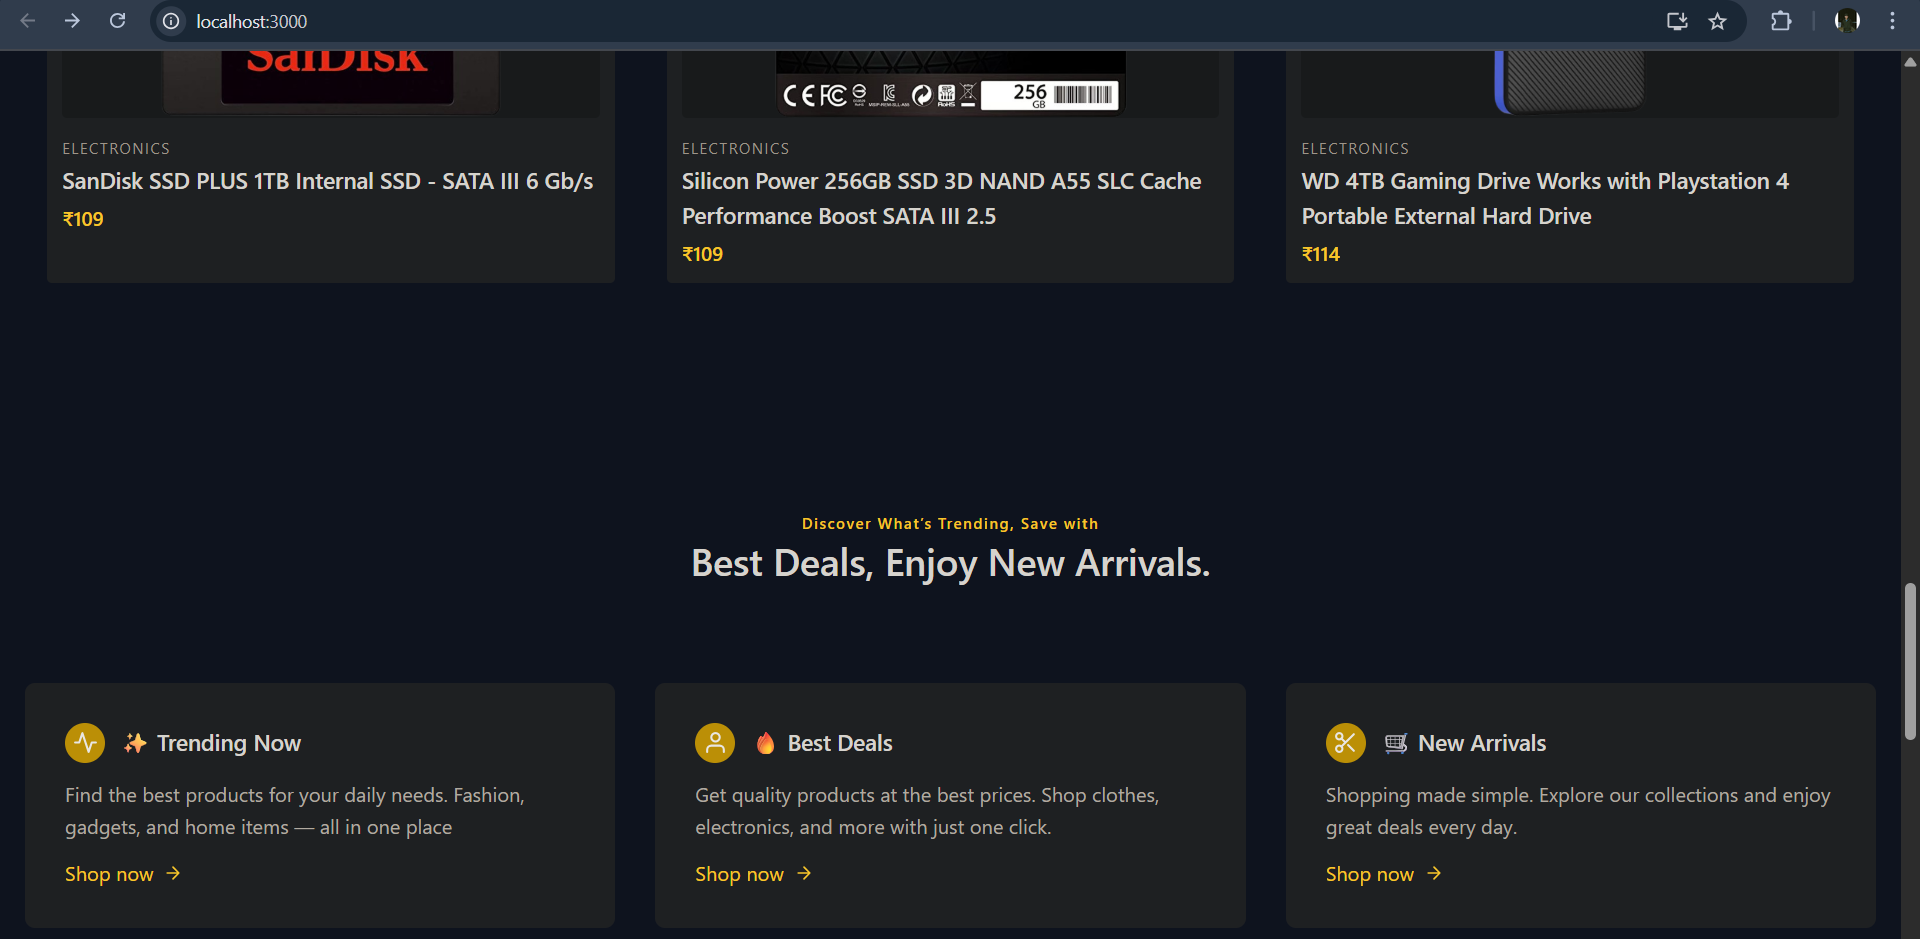 localhost:3000
SanDisk
256
GB
ELECTRONICS
SanDisk SSD PLUS 1TB Internal SSD - SATA III 6 Gb/s
₹109
ELECTRONICS
Silicon Power 256GB SSD 3D NAND A55 SLC Cache
Performance Boost SATA III 2.5
₹109
ELECTRONICS
WD 4TB Gaming Drive Works with Playstation 4
Portable External Hard Drive
₹114
Discover What's Trending, Save with
Best Deals, Enjoy New Arrivals.
✨ Trending Now
Find the best products for your daily needs. Fashion,
gadgets, and home items — all in one place
Shop now →
🔥 Best Deals
Get quality products at the best prices. Shop clothes,
electronics, and more with just one click.
Shop now →
🛒 New Arrivals
Shopping made simple. Explore our collections and enjoy
great deals every day.
Shop now →